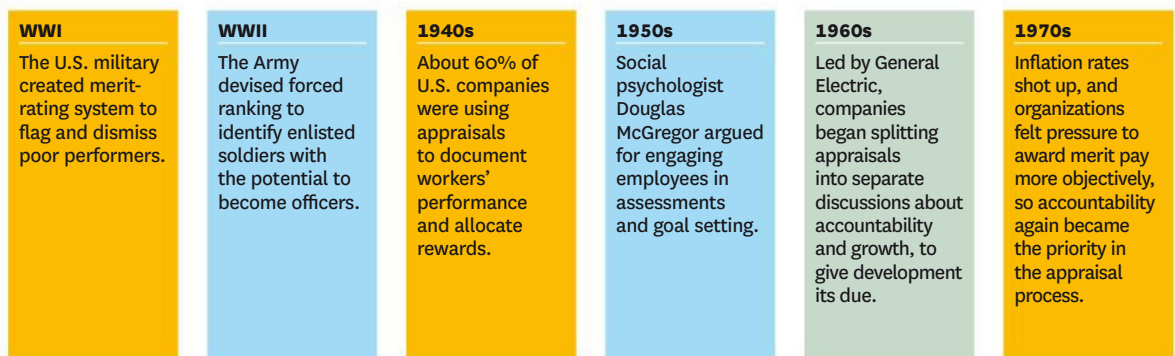 WWI
The U.S. military
created merit-
rating system to
flag and dismiss
poor performers.
WWII
The Army
devised forced
ranking to
identify enlisted
soldiers with
the potential to
become officers.
1940s
About 60% of
U.S. companies
were using
appraisals
to document
workers’
performance
and allocate
rewards.
1950s
Social
psychologist
Douglas
McGregor argued
for engaging
employees in
assessments
and goal setting.
1960s
Led by General
Electric,
companies
began splitting
appraisals
into separate
discussions about
accountability
and growth, to
give development
its due.
1970s
Inflation rates
shot up, and
organizations
felt pressure to
award merit pay
more objectively,
so accountability
again became
the priority in
the appraisal
process.